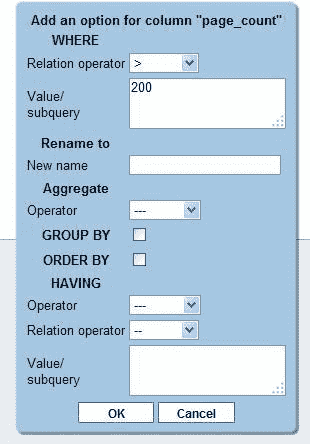 Add an option for column "page_count"
WHERE
Relation operator >
Value/ 200
subquery
Rename to
New name
Aggregate
Operator ---
GROUP BY
ORDER BY
HAVING
Operator ---
Relation operator --
Value/
subquery
OK Cancel